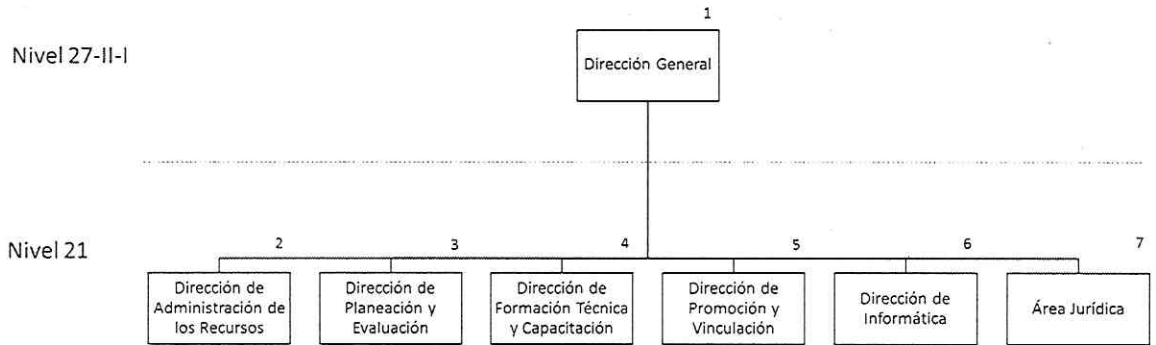 1
Nivel 27-II-I
Dirección General
Nivel 21
2
3
4
5
6
7
Dirección de
Administración de
los Recursos
Dirección de
Planeación y
Evaluación
Dirección de
Formación Técnica
y Capacitación
Dirección de
Promoción y
Vinculación
Dirección de
Informática
Área Jurídica